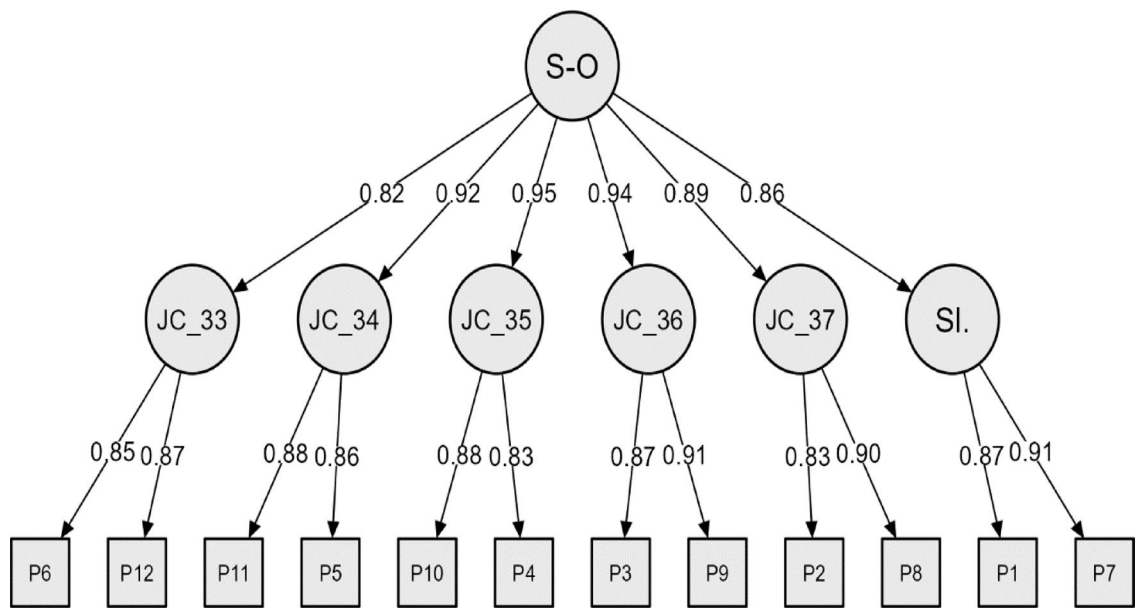 S-O
0.82 0.92 0.95 0.94 0.89 0.86
JC_33 JC_34 JC_35 JC_36 JC_37 Sl.
0.85 0.87 0.88 0.86 0.88 0.83 0.87 0.91 0.83 0.90 0.87 0.91
P6 P12 P11 P5 P10 P4 P3 P9 P2 P8 P1 P7